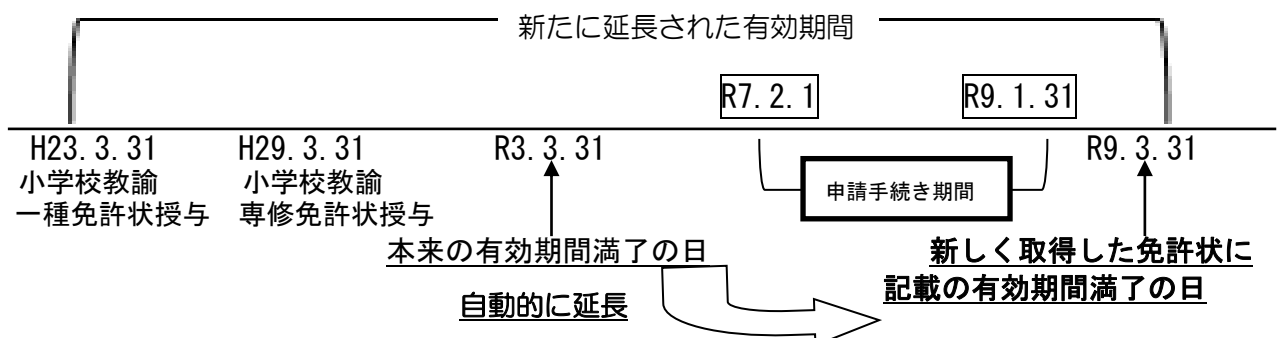 新たに延長された有効期間
R7.2.1
R9.1.31
H23.3.31
小学校教諭
一種免許状授与
H29.3.31
小学校教諭
専修免許状授与
R3.3.31
本来の有効期間満了の日
自動的に延長
申請手続き期間
R9.3.31
新しく取得した免許状に
記載の有効期間満了の日